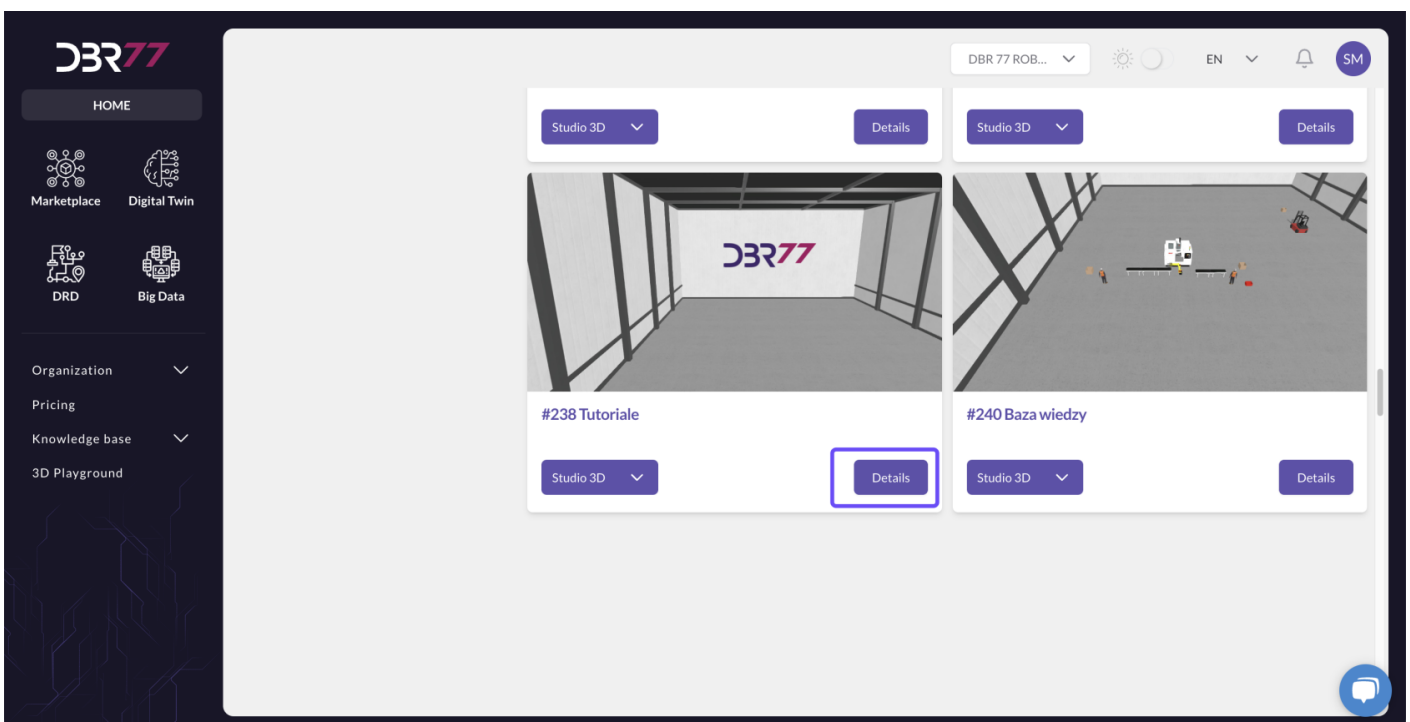 DBR77
HOME
Marketplace
Digital Twin
DRD
Big Data
Organization
Pricing
Knowledge base
3D Playground
DBR 77 ROB...
EN
SM
Studio 3D
Details
Studio 3D
Details
DBR77
#238 Tutoriale
Studio 3D
Details
#240 Baza wiedzy
Studio 3D
Details